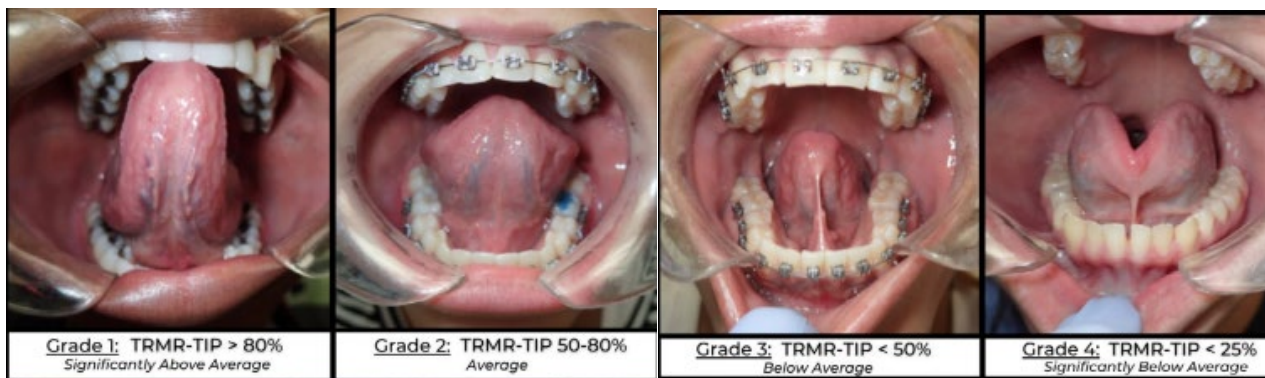 Grade 1: TRMR-TIP > 80%
Significantly Above Average
Grade 2: TRMR-TIP 50-80%
Average
Grade 3: TRMR-TIP < 50%
Below Average
Grade 4: TRMR-TIP < 25%
Significantly Below Average